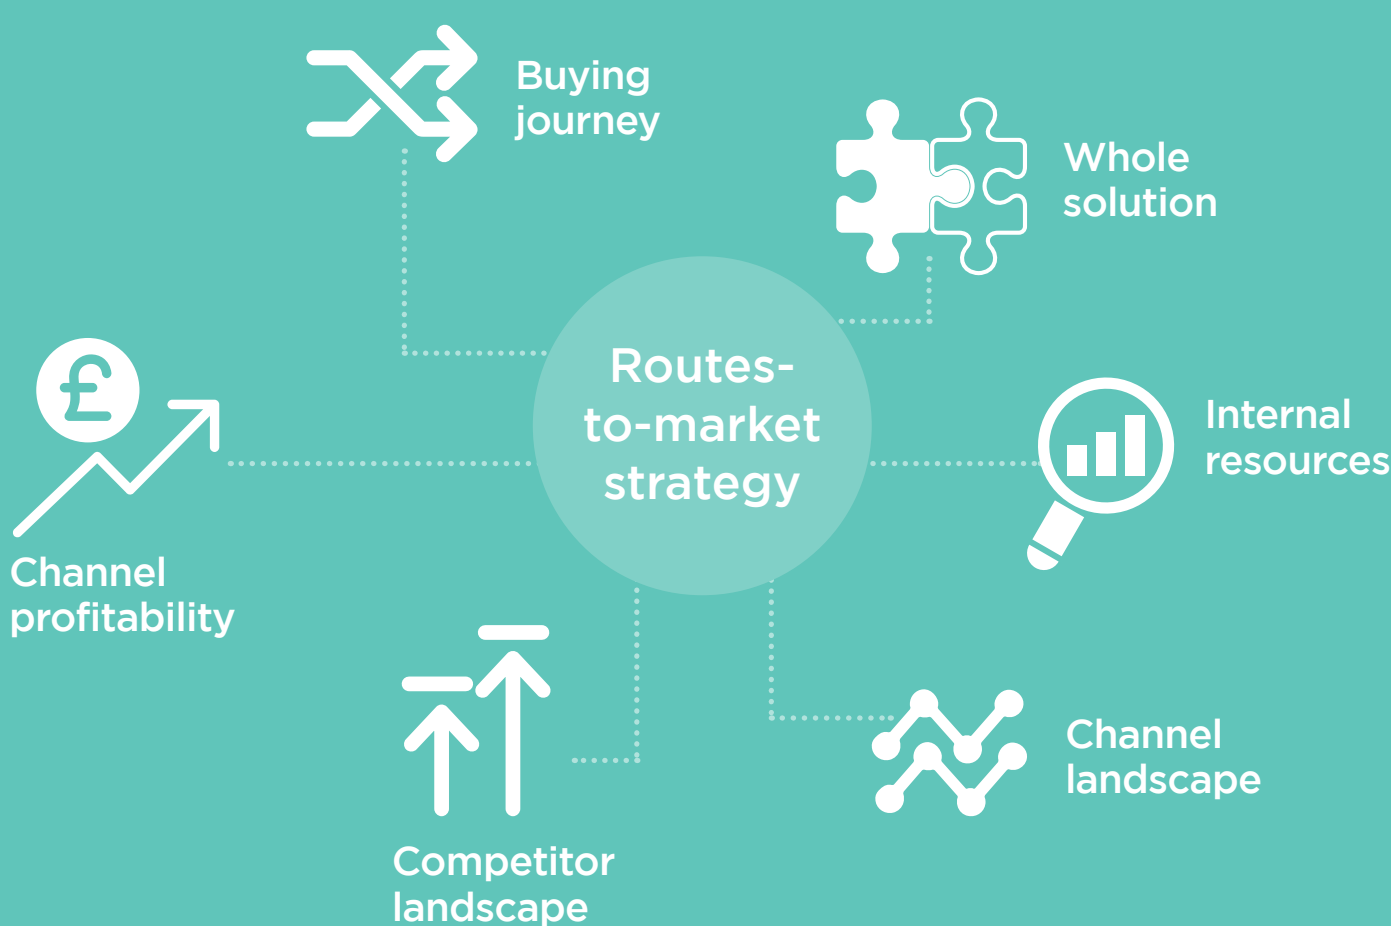 Buying
journey
Whole
solution
Routes-
to-market
strategy
£
Internal
resources
Channel
profitability
Channel
landscape
Competitor
landscape